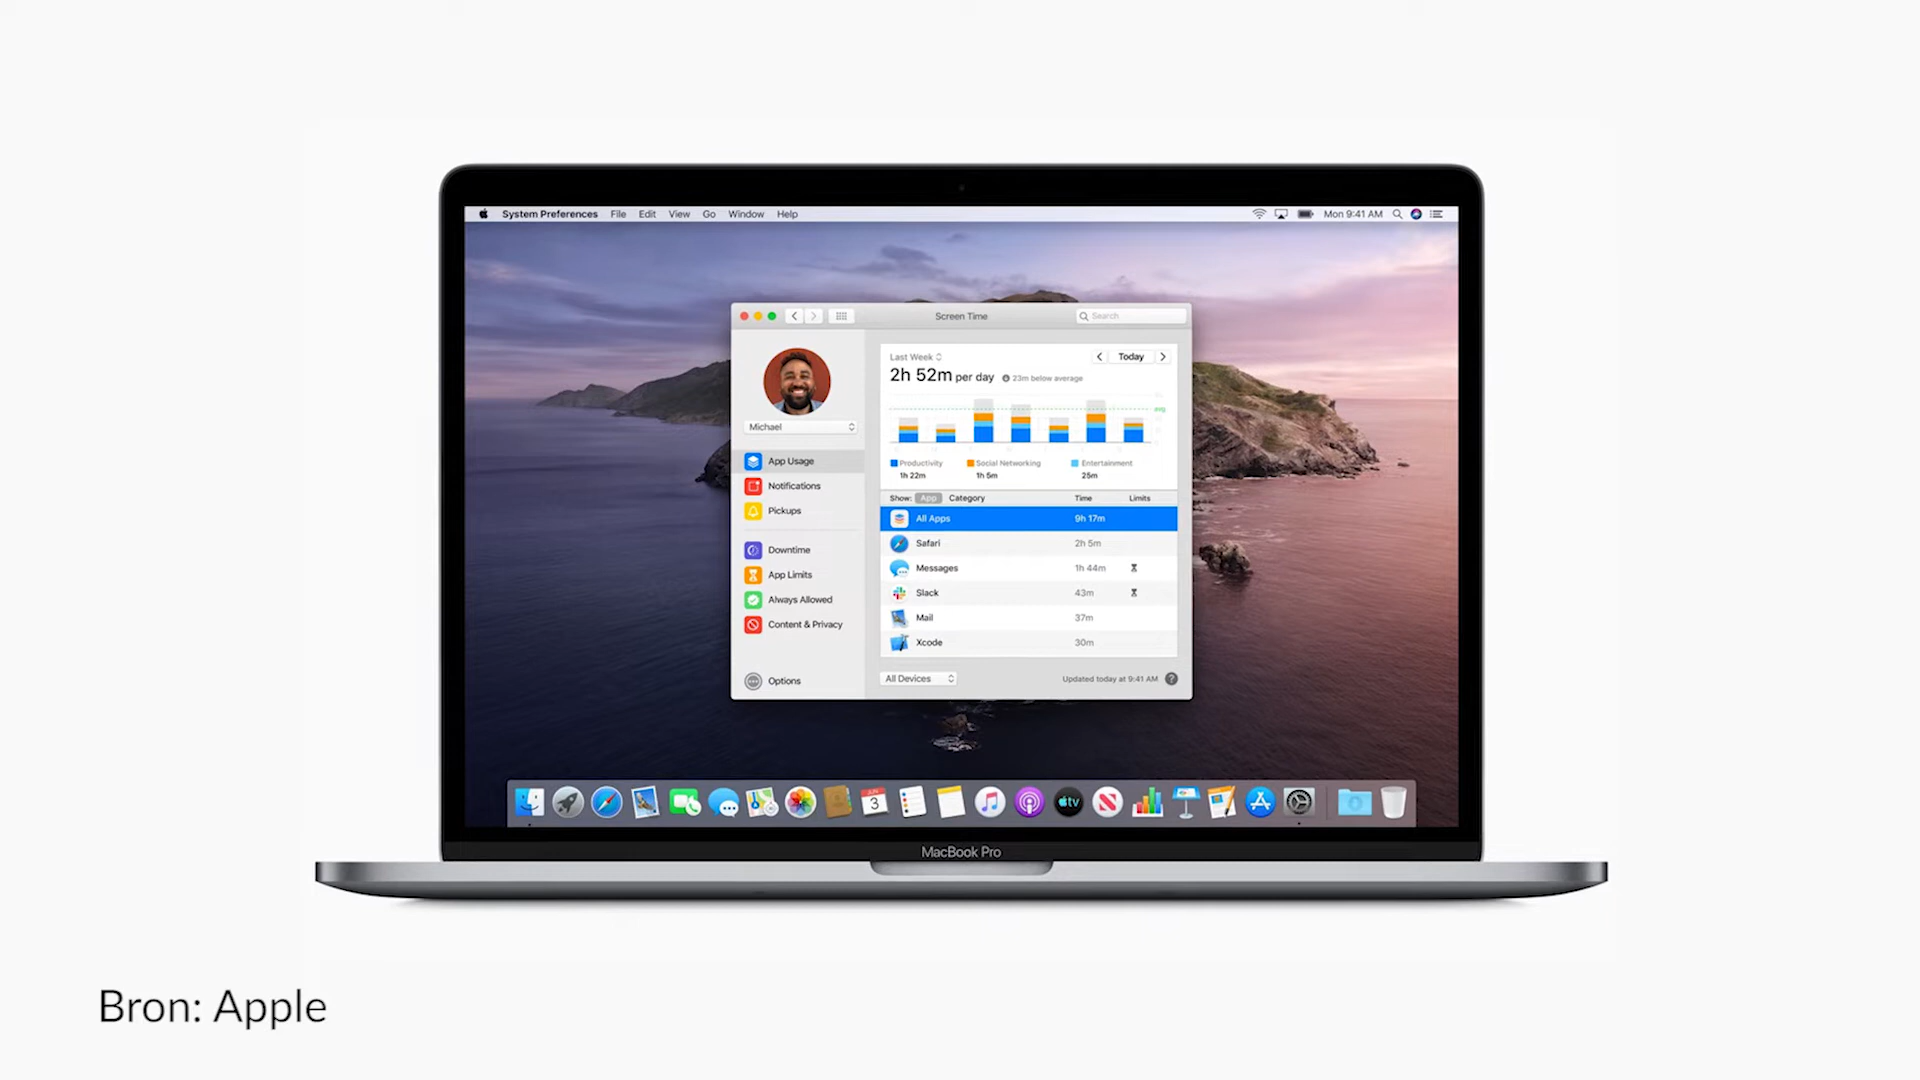 System Preferences File Edit View Go Window Help Mon 9:41 AM
Screen Time Search
Last Week Today
2h 52m per day 23m below average
avg
Michael
App Usage
Notifications
Pickups
Downtime
App Limits
Always Allowed
Content & Privacy
Options
Productivity Social Networking Entertainment
1h 22m 1h 5m 25m
Show: App Category Time Limits
All Apps 9h 17m
Safari 2h 5m
Messages 1h 44m
Slack 43m
Mail 37m
Xcode 30m
All Devices Updated today at 9:41 AM ?
JUN
3
tv
MacBook Pro
Bron: Apple